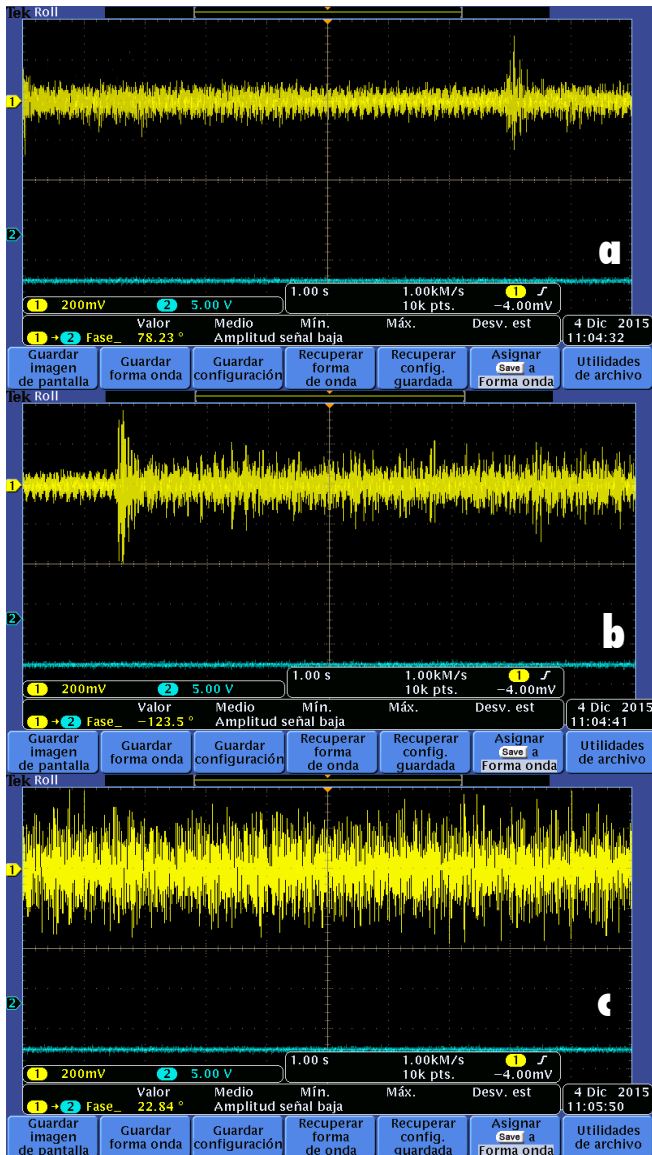 Tek Roll
1
2
a
1 200mV 2 5.00 V
1.00 s 1.00kM/s 1
10k pts. −4.00mV
Valor Medio Mín. Máx. Desv. est
1 → 2 Fase_ 78.23 ° Amplitud señal baja
4 Dic 2015
11:04:32
Guardar imagen de pantalla
Guardar forma onda
Guardar configuración
Recuperar forma de onda
Recuperar config. guardada
Asignar Save a Forma onda
Utilidades de archivo
Tek Roll
1
2
b
1 200mV 2 5.00 V
1.00 s 1.00kM/s 1
10k pts. −4.00mV
Valor Medio Mín. Máx. Desv. est
1 → 2 Fase_ −123.5 ° Amplitud señal baja
4 Dic 2015
11:04:41
Guardar imagen de pantalla
Guardar forma onda
Guardar configuración
Recuperar forma de onda
Recuperar config. guardada
Asignar Save a Forma onda
Utilidades de archivo
Tek Roll
1
2
c
1 200mV 2 5.00 V
1.00 s 1.00kM/s 1
10k pts. −4.00mV
Valor Medio Mín. Máx. Desv. est
1 → 2 Fase_ 22.84 ° Amplitud señal baja
4 Dic 2015
11:05:50
Guardar imagen de pantalla
Guardar forma onda
Guardar configuración
Recuperar forma de onda
Recuperar config. guardada
Asignar Save a Forma onda
Utilidades de archivo